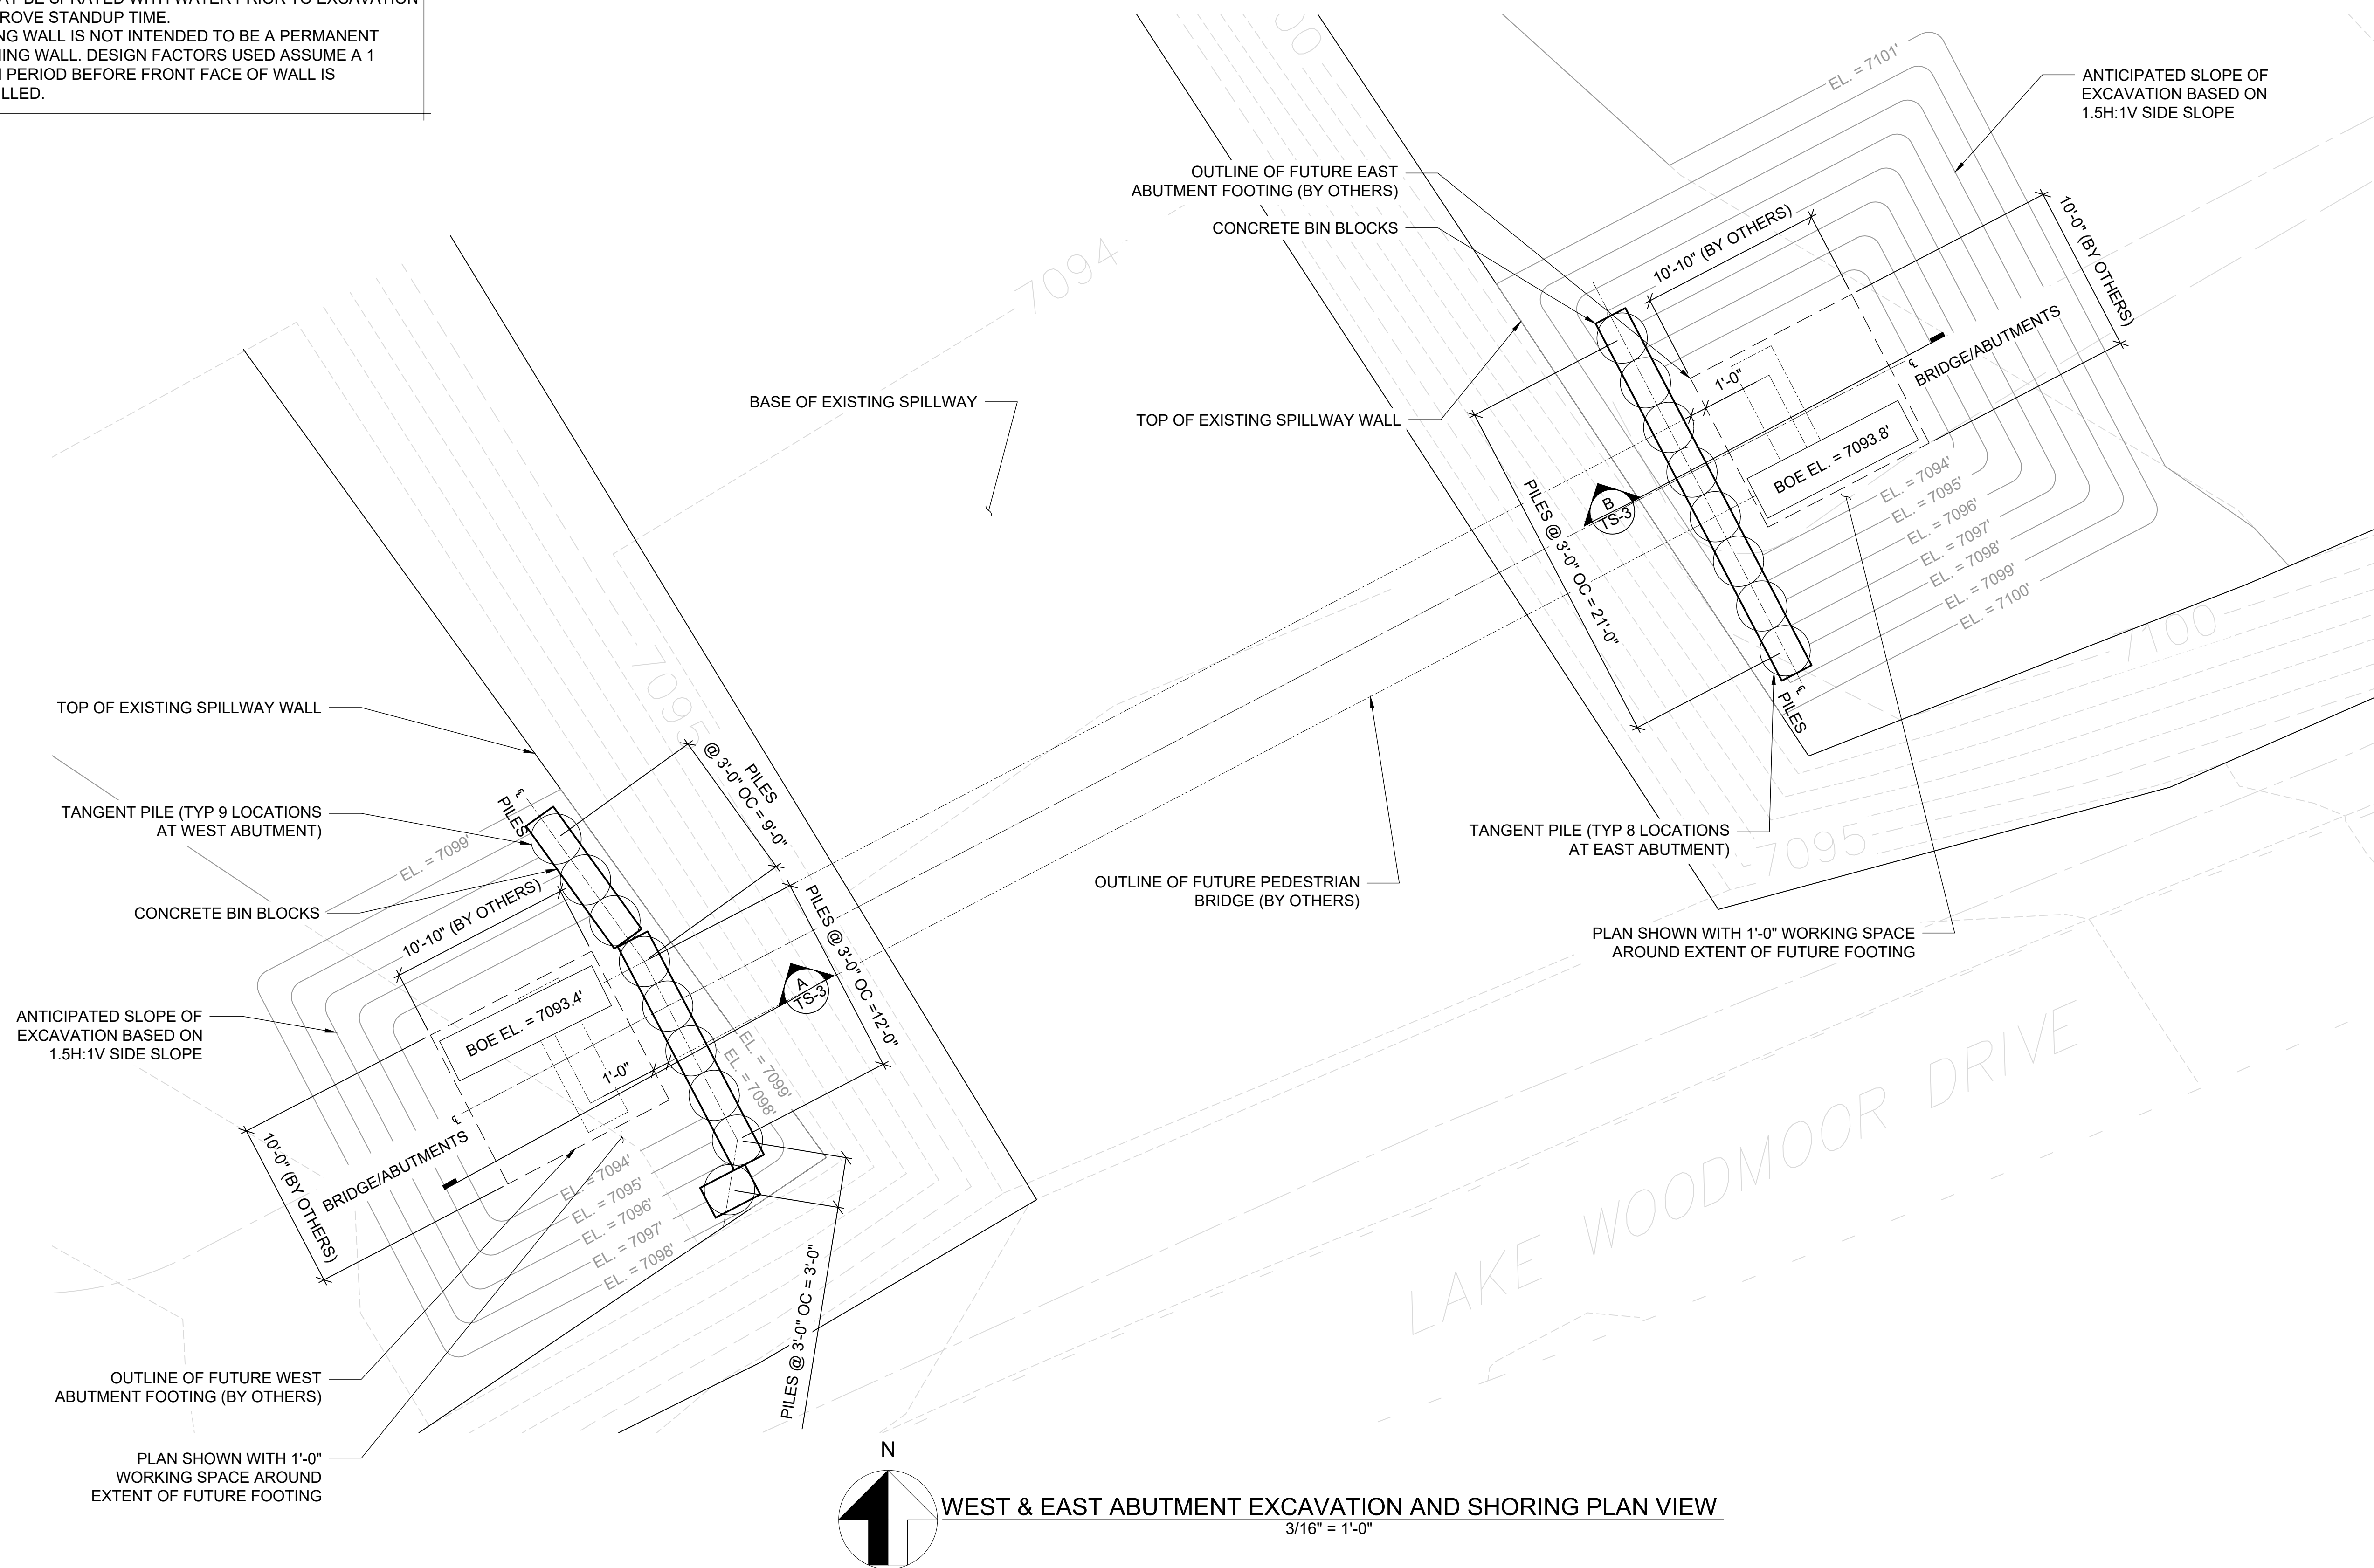 PROVE STANDUP TIME.
NG WALL IS NOT INTENDED TO BE A PERMANENT
NING WALL. DESIGN FACTORS USED ASSUME A 1
PERIOD BEFORE FRONT FACE OF WALL IS
LLED.
EL. = 7101'
ANTICIPATED SLOPE OF
EXCAVATION BASED ON
1.5H:1V SIDE SLOPE
OUTLINE OF FUTURE EAST
ABUTMENT FOOTING (BY OTHERS)
CONCRETE BIN BLOCKS
10'-10" (BY OTHERS)
10'-0" (BY OTHERS)
7094
BASE OF EXISTING SPILLWAY
TOP OF EXISTING SPILLWAY WALL
1'-0"
℄
BRIDGE/ABUTMENTS
BOE EL. = 7093.8'
B
TS-3
PILES @ 3'-0" OC = 21'-0"
EL. = 7094'
EL. = 7095'
EL. = 7096'
EL. = 7097'
EL. = 7098'
EL. = 7099'
EL. = 7100'
7100
℄
PILES
TANGENT PILE (TYP 8 LOCATIONS
AT EAST ABUTMENT)
7095
OUTLINE OF FUTURE PEDESTRIAN
BRIDGE (BY OTHERS)
PLAN SHOWN WITH 1'-0" WORKING SPACE
AROUND EXTENT OF FUTURE FOOTING
7095
TOP OF EXISTING SPILLWAY WALL
PILES
@ 3'-0" OC = 9'-0"
℄
PILES
TANGENT PILE (TYP 9 LOCATIONS
AT WEST ABUTMENT)
EL. = 7099'
CONCRETE BIN BLOCKS
10'-10" (BY OTHERS)
PILES @ 3'-0" OC =12'-0"
A
TS-3
ANTICIPATED SLOPE OF
EXCAVATION BASED ON
1.5H:1V SIDE SLOPE
BOE EL. = 7093.4'
1'-0"
EL. = 7099'
EL. = 7098'
℄
BRIDGE/ABUTMENTS
10'-0" (BY OTHERS)
EL. = 7094'
EL. = 7095'
EL. = 7096'
EL. = 7097'
EL. = 7098'
PILES @ 3'-0" OC = 3'-0"
LAKE WOODMOOR DRIVE
OUTLINE OF FUTURE WEST
ABUTMENT FOOTING (BY OTHERS)
PLAN SHOWN WITH 1'-0"
WORKING SPACE AROUND
EXTENT OF FUTURE FOOTING
N
WEST & EAST ABUTMENT EXCAVATION AND SHORING PLAN VIEW
3/16" = 1'-0"